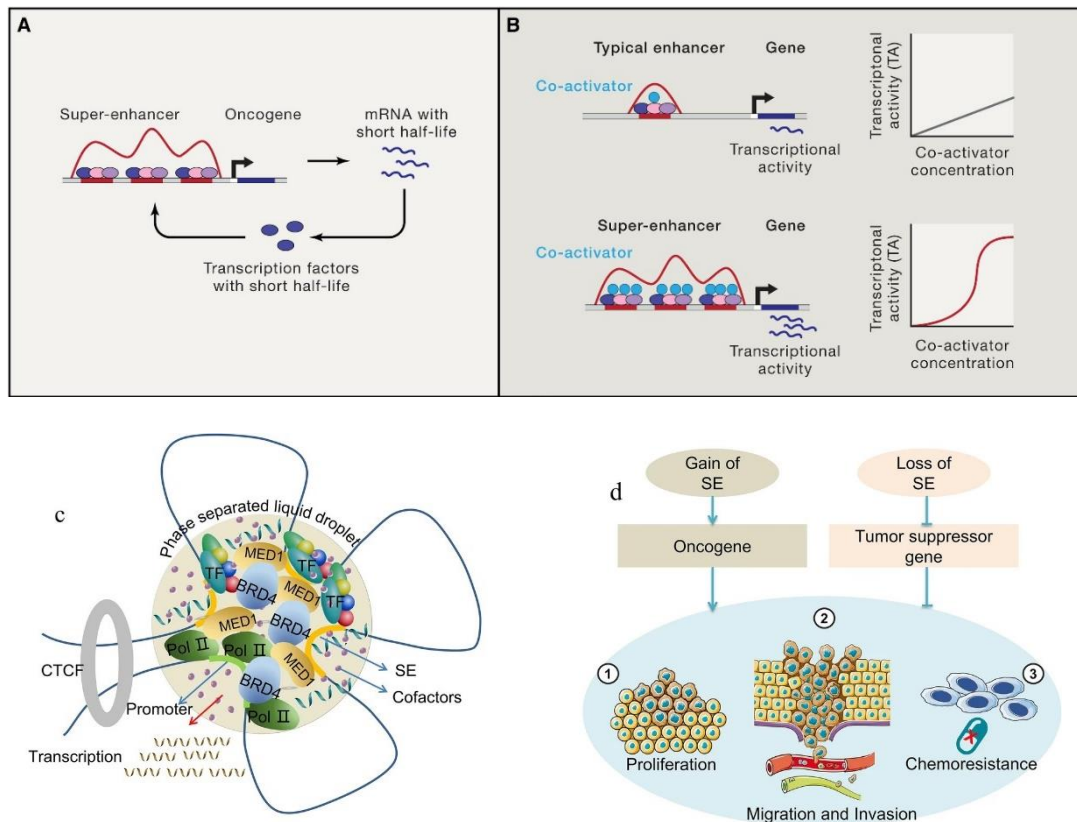 A
Super-enhancer
Oncogene
mRNA with
short half-life
Transcription factors
with short half-life
B
Typical enhancer
Gene
Co-activator
Transcriptional
activity
Transcriptonal
activity (TA)
Co-activator
concentration
Super-enhancer
Gene
Co-activator
Transcriptional
activity
Transcriptonal
activity (TA)
Co-activator
concentration
c
Phase separated liquid droplet
MED1
TF
TF
BRD4
MED1
TF
MED1
BRD4
Pol II
Pol II
MED1
BRD4
Pol II
CTCF
SE
Cofactors
Promoter
Transcription
d
Gain of
SE
Loss of
SE
Oncogene
Tumor suppressor
gene
1
Proliferation
2
Migration and Invasion
3
Chemoresistance